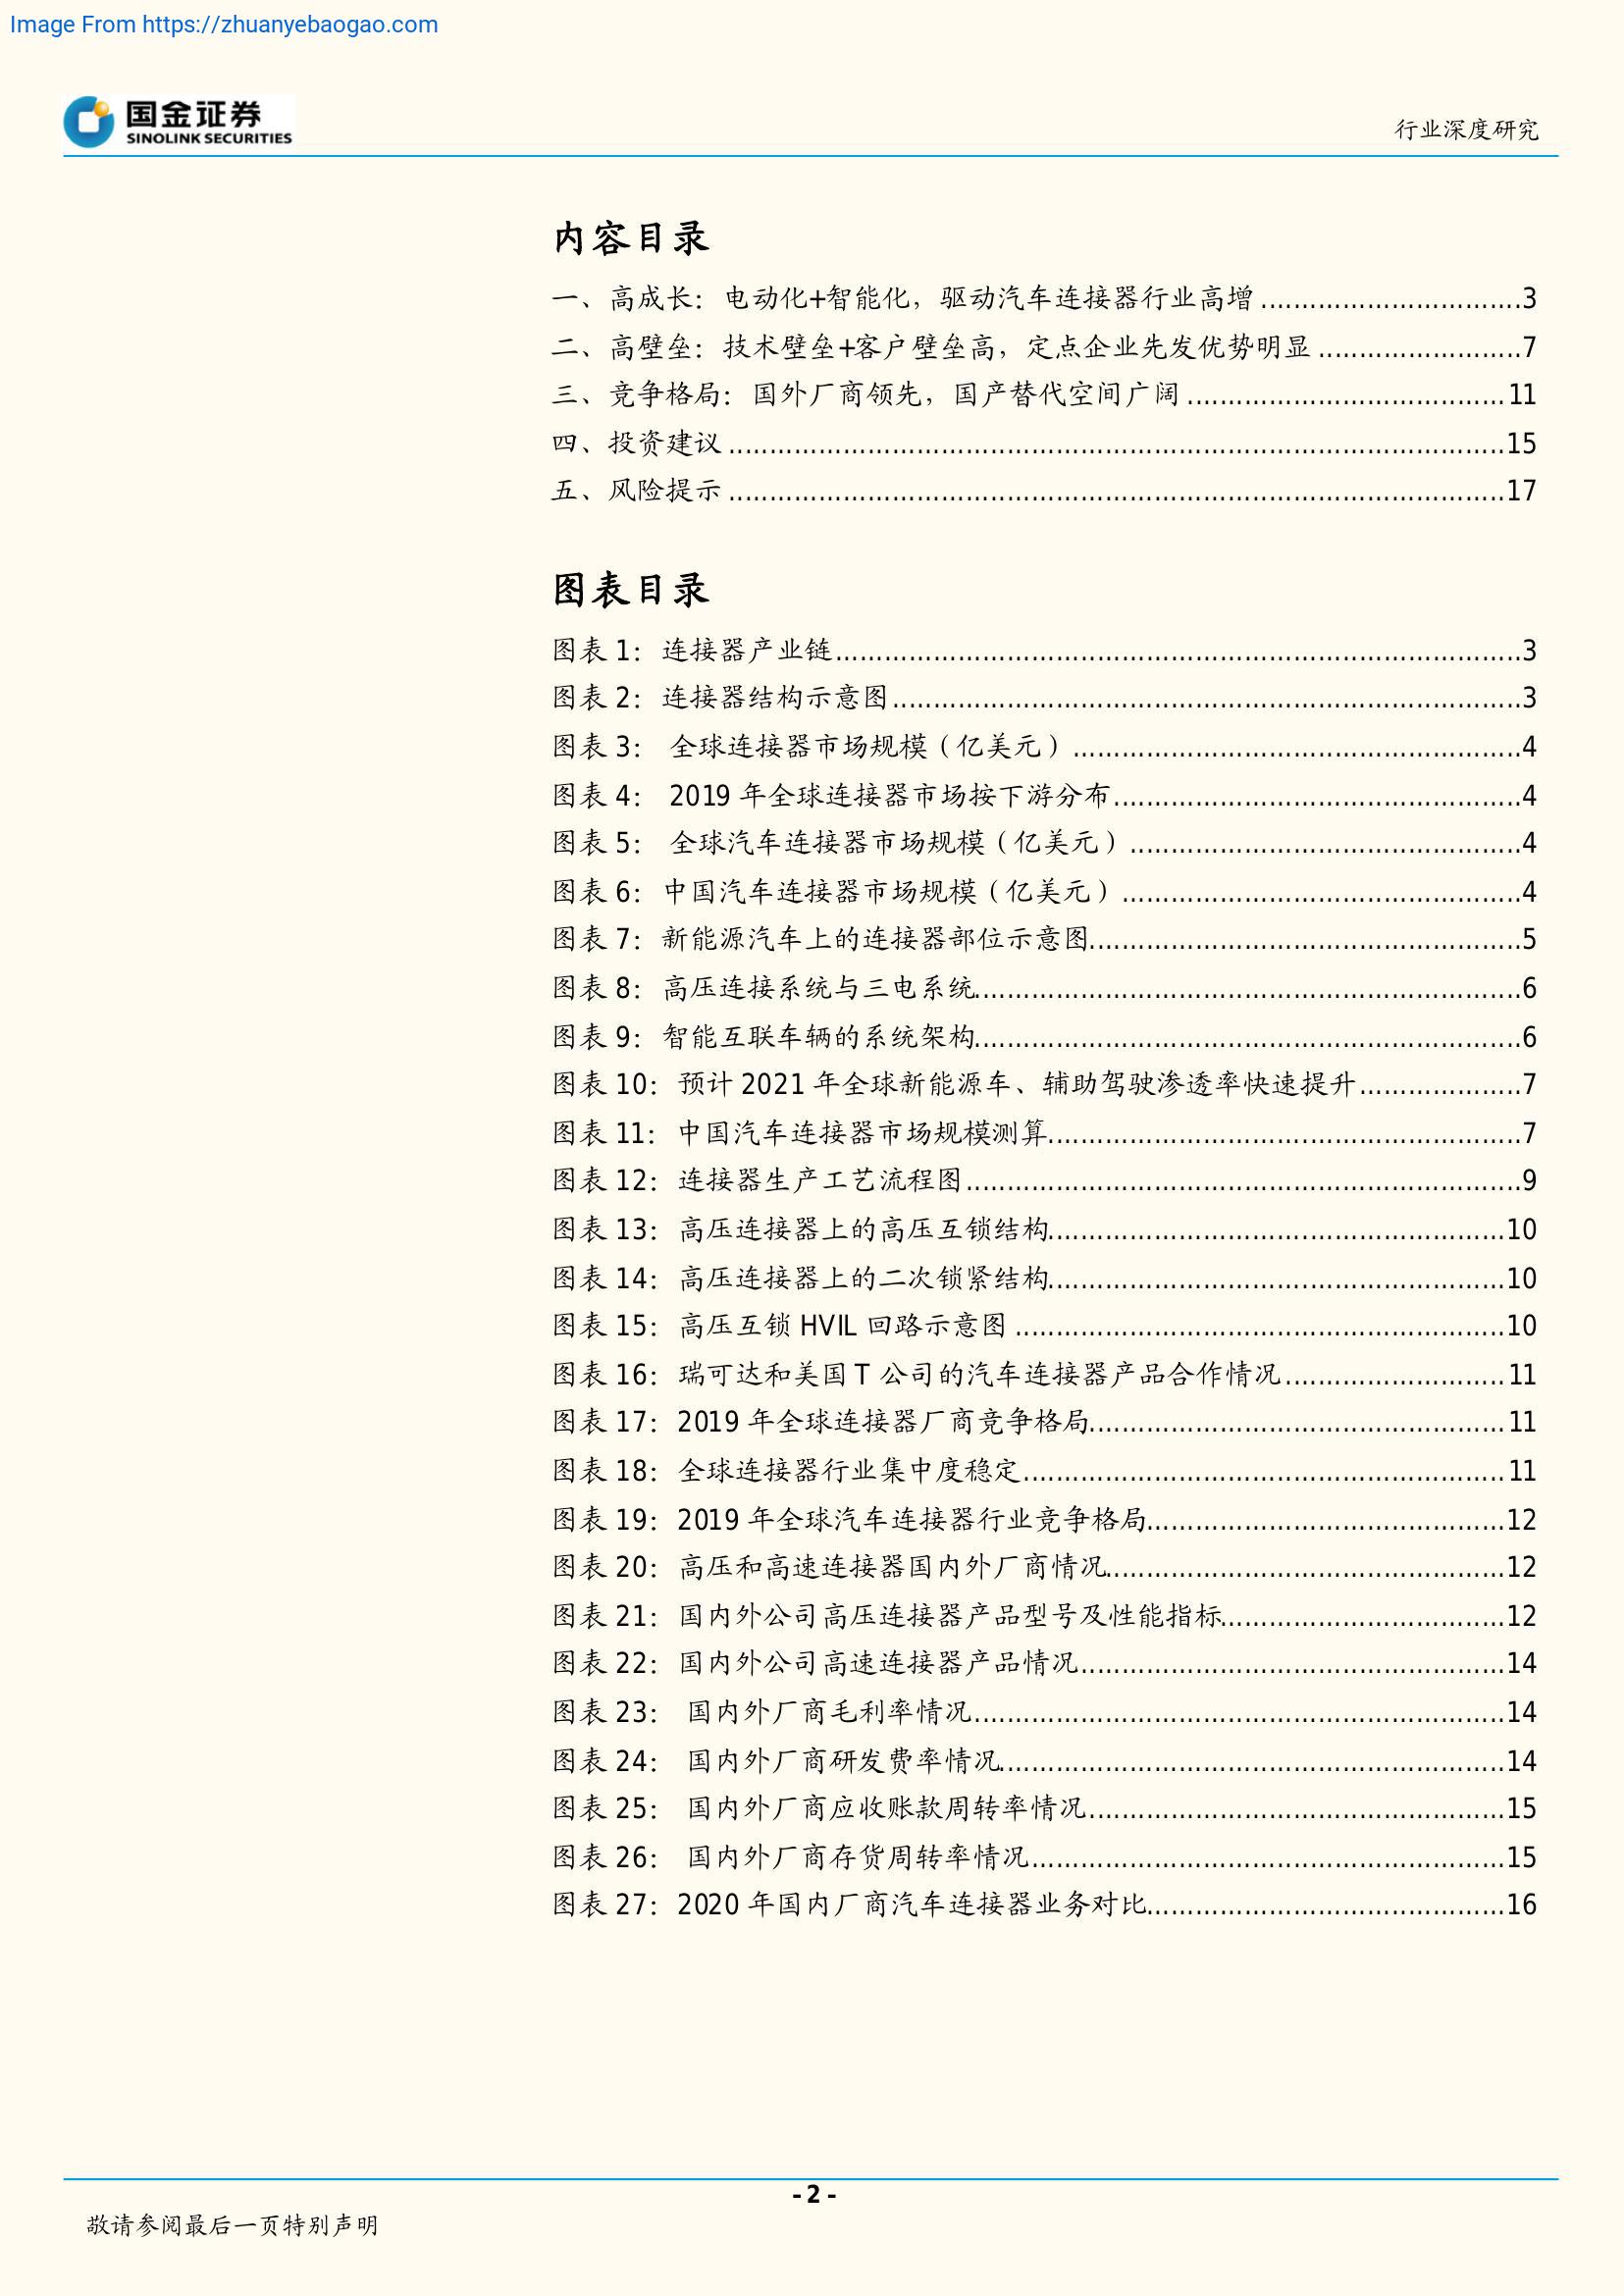 Image From https://zhuanyebaogao.com
国金证券
SINOLINK SECURITIES
行业深度研究
内容目录
一、高成长：电动化+智能化，驱动汽车连接器行业高增................................3
二、高壁垒：技术壁垒+客户壁垒高，定点企业先发优势明显.........................7
三、竞争格局：国外厂商领先，国产替代空间广阔.......................................11
四、投资建议...............................................................................................15
五、风险提示...............................................................................................17
图表目录
图表 1：连接器产业链....................................................................................3
图表 2：连接器结构示意图.............................................................................3
图表 3： 全球连接器市场规模（亿美元）.......................................................4
图表 4： 2019 年全球连接器市场按下游分布..................................................4
图表 5： 全球汽车连接器市场规模（亿美元）................................................4
图表 6：中国汽车连接器市场规模（亿美元）.................................................4
图表 7：新能源汽车上的连接器部位示意图.....................................................5
图表 8：高压连接系统与三电系统...................................................................6
图表 9：智能互联车辆的系统架构...................................................................6
图表 10：预计 2021 年全球新能源车、辅助驾驶渗透率快速提升....................7
图表 11：中国汽车连接器市场规模测算..........................................................7
图表 12：连接器生产工艺流程图....................................................................9
图表 13：高压连接器上的高压互锁结构........................................................10
图表 14：高压连接器上的二次锁紧结构........................................................10
图表 15：高压互锁 HVIL 回路示意图............................................................10
图表 16：瑞可达和美国 T 公司的汽车连接器产品合作情况...........................11
图表 17：2019 年全球连接器厂商竞争格局...................................................11
图表 18：全球连接器行业集中度稳定...........................................................11
图表 19：2019 年全球汽车连接器行业竞争格局............................................12
图表 20：高压和高速连接器国内外厂商情况.................................................12
图表 21：国内外公司高压连接器产品型号及性能指标...................................12
图表 22：国内外公司高速连接器产品情况....................................................14
图表 23： 国内外厂商毛利率情况.................................................................14
图表 24： 国内外厂商研发费率情况..............................................................14
图表 25： 国内外厂商应收账款周转率情况...................................................15
图表 26： 国内外厂商存货周转率情况..........................................................15
图表 27：2020 年国内厂商汽车连接器业务对比............................................16
- 2 -
敬请参阅最后一页特别声明